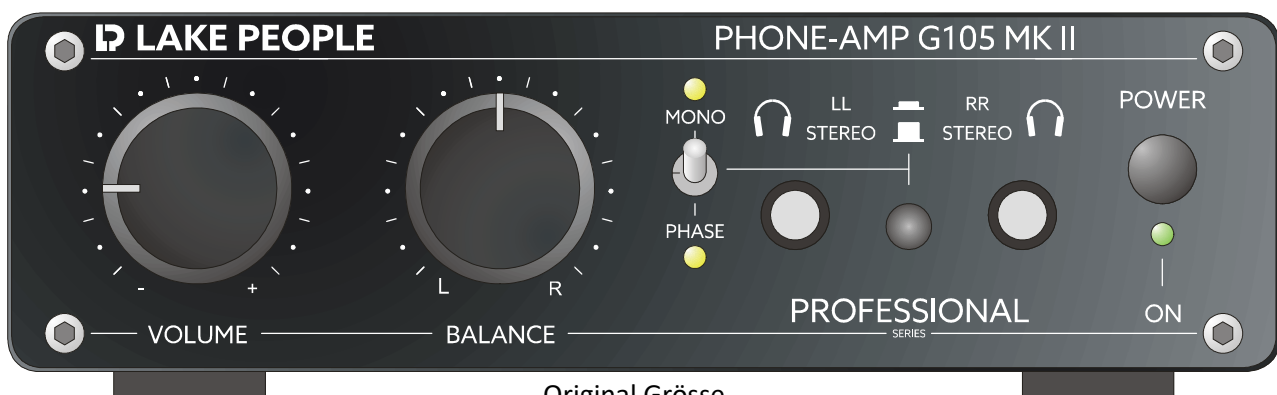 LAKE PEOPLE
PHONE-AMP G105 MK II
MONO
LL
STEREO
RR
STEREO
POWER
PHASE
- +
L R
VOLUME
BALANCE
PROFESSIONAL
SERIES
ON
Original Grösse